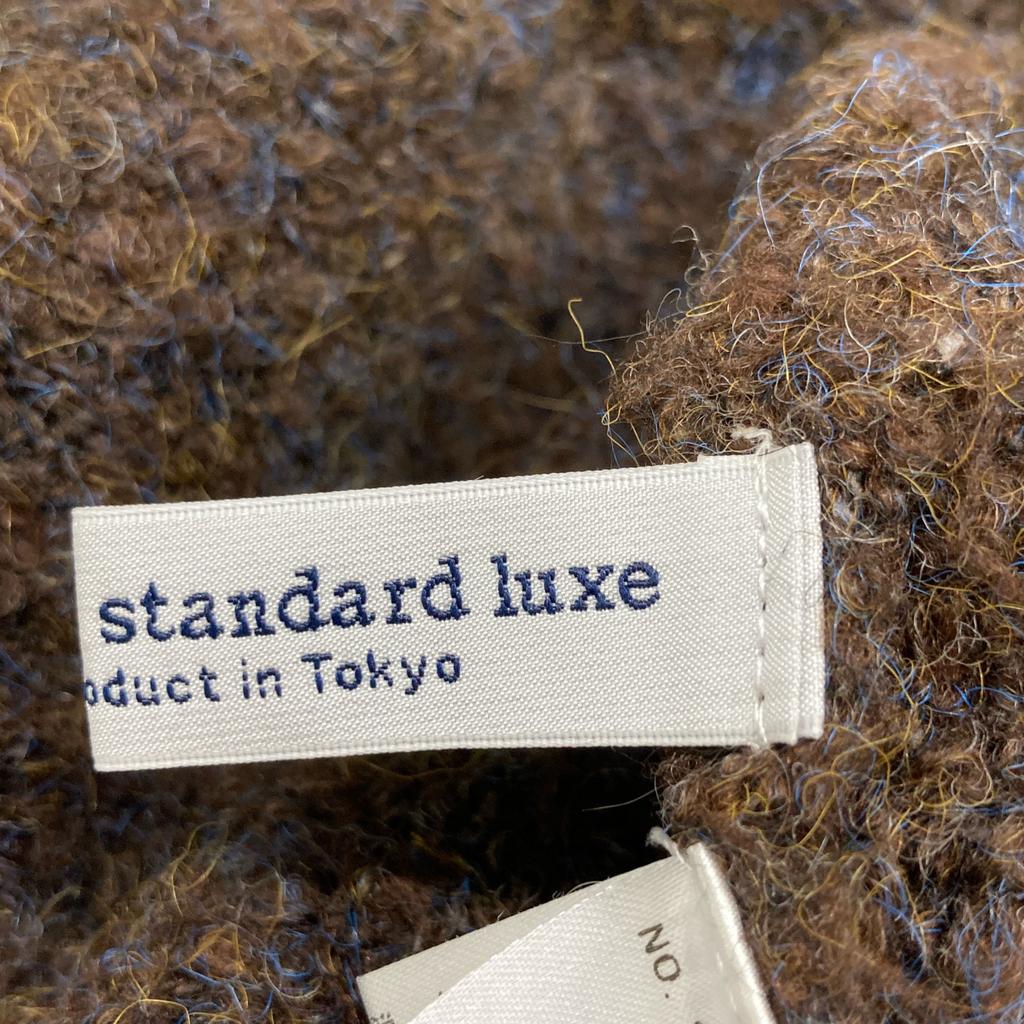 standard luxe
oduct in Tokyo
NO.